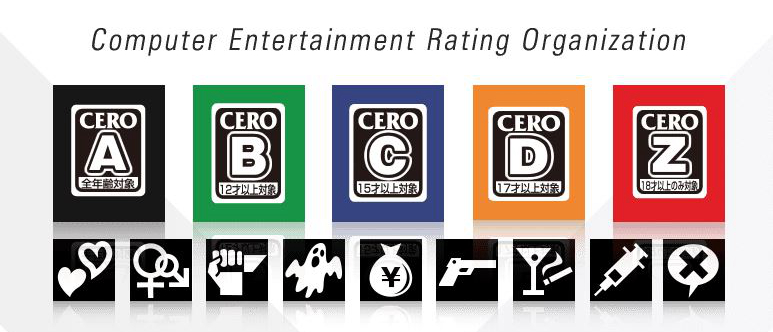 Computer Entertainment Rating Organization
CERO
A
全年齢対象
CERO
B
12才以上対象
CERO
C
15才以上対象
CERO
D
17才以上対象
CERO
Z
18才以上のみ対象
¥